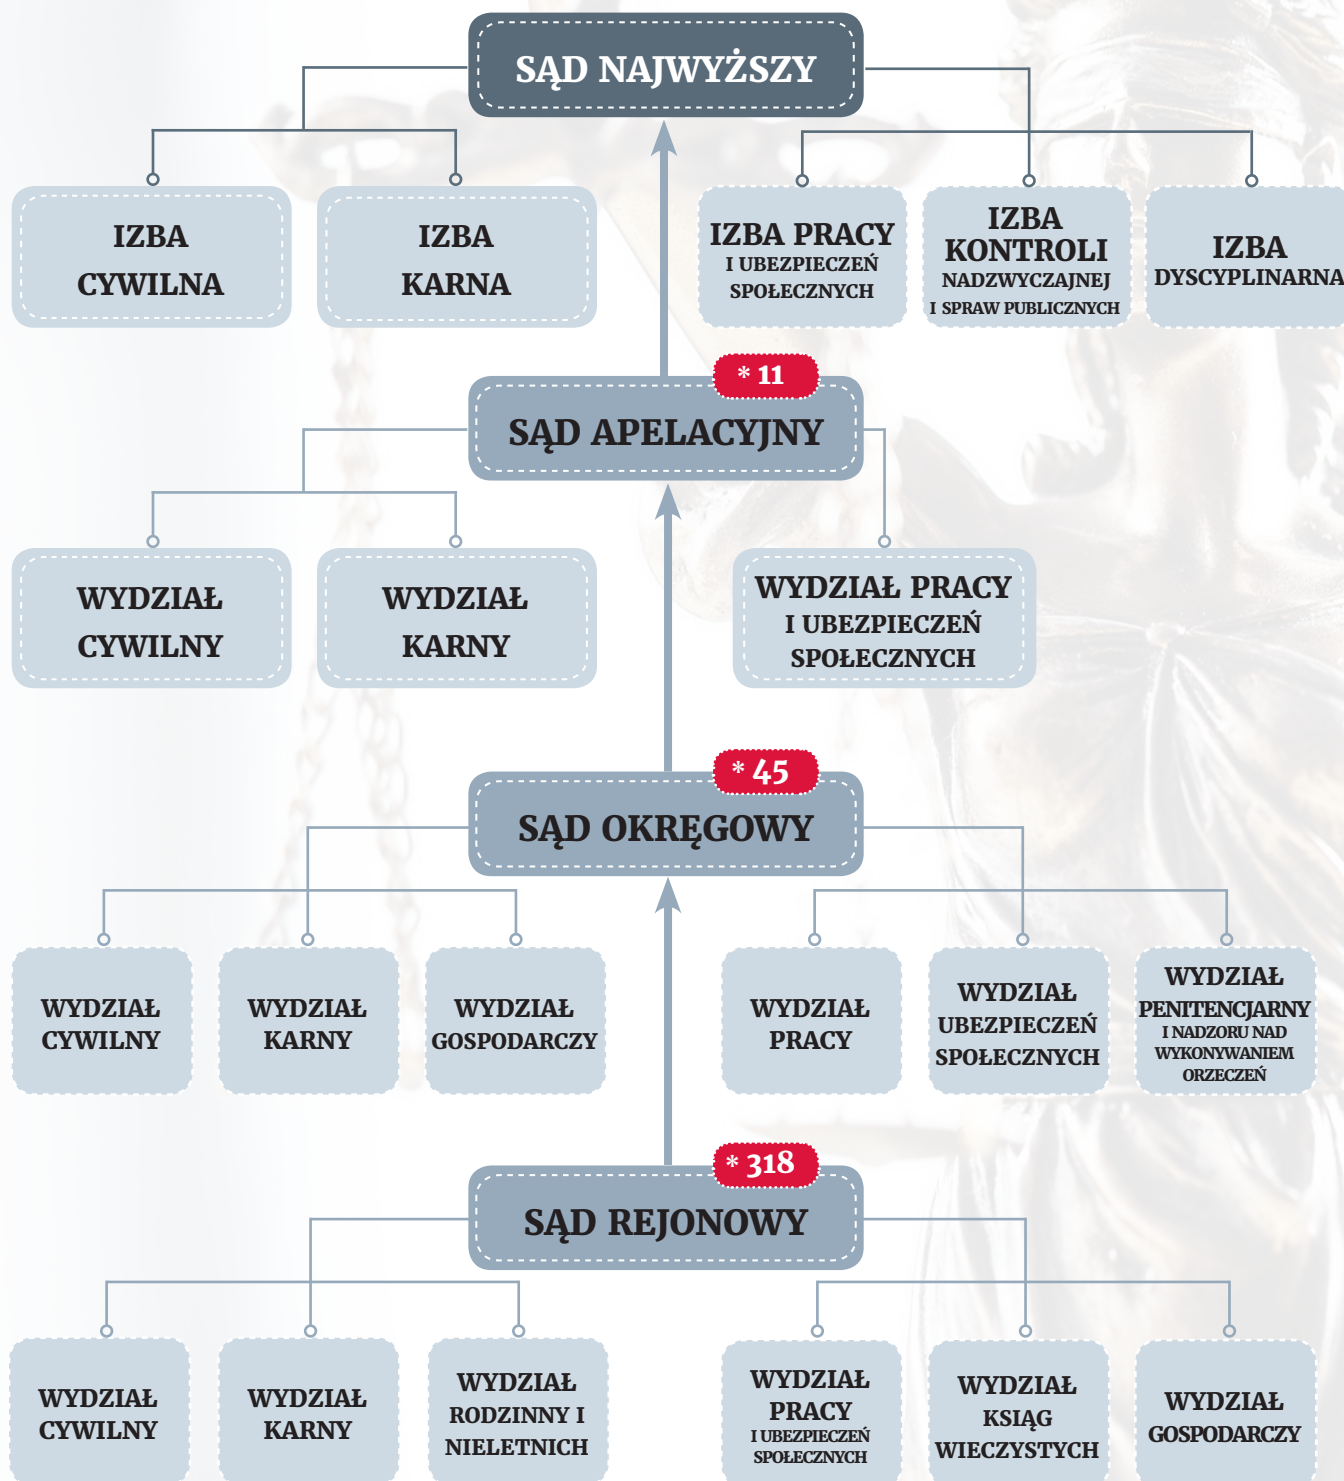 SĄD NAJWYŻSZY
IZBA
CYWILNA
IZBA
KARNA
IZBA PRACY
I UBEZPIECZEŃ
SPOŁECZNYCH
IZBA
KONTROLI
NADZWYCZAJNEJ
I SPRAW PUBLICZNYCH
IZBA
DYSCYPLINARNA
* 11
SĄD APELACYJNY
WYDZIAŁ
CYWILNY
WYDZIAŁ
KARNY
WYDZIAŁ PRACY
I UBEZPIECZEŃ
SPOŁECZNYCH
* 45
SĄD OKRĘGOWY
WYDZIAŁ
CYWILNY
WYDZIAŁ
KARNY
WYDZIAŁ
GOSPODARCZY
WYDZIAŁ
PRACY
WYDZIAŁ
UBEZPIECZEŃ
SPOŁECZNYCH
WYDZIAŁ
PENITENCJARNY
I NADZORU NAD
WYKONYWANIEM
ORZECZEŃ
* 318
SĄD REJONOWY
WYDZIAŁ
CYWILNY
WYDZIAŁ
KARNY
WYDZIAŁ
RODZINNY I
NIELETNICH
WYDZIAŁ
PRACY
I UBEZPIECZEŃ
SPOŁECZNYCH
WYDZIAŁ
KSIĄG
WIECZYSTYCH
WYDZIAŁ
GOSPODARCZY